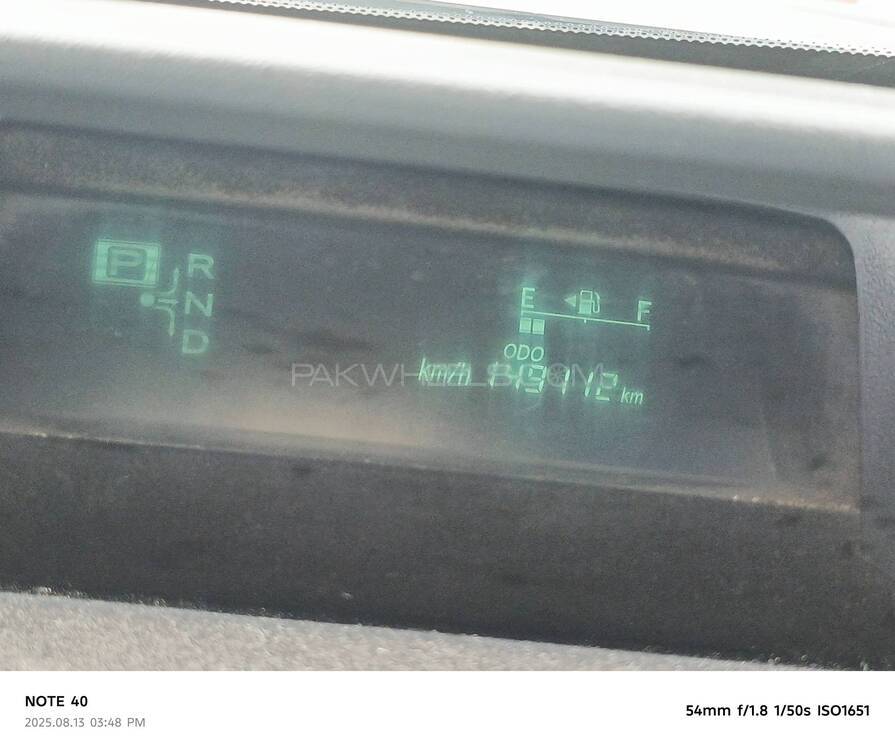 P R
N
D
E F
ODO
PAKWHEELS.COM
km/h 119112 km
NOTE 40
2025.08.13 03:48 PM
54mm f/1.8 1/50s ISO1651